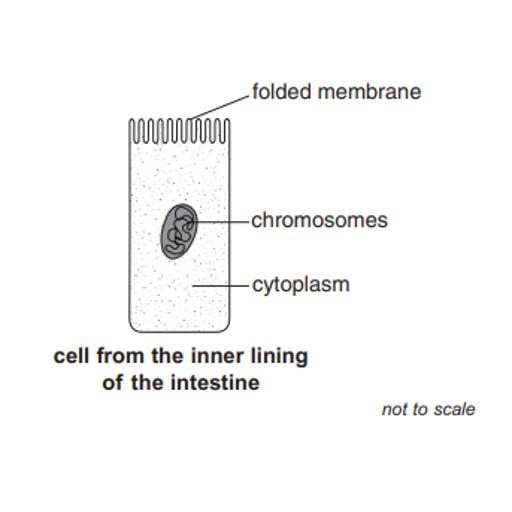 folded membrane
chromosomes
cytoplasm
cell from the inner lining
of the intestine
not to scale